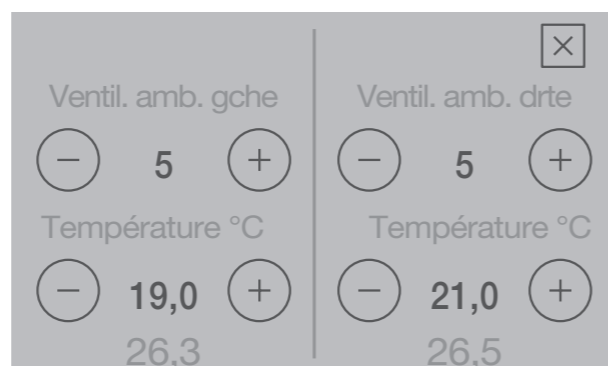 Ventil. amb. gche
5
Température °C
19,0
26,3
Ventil. amb. drte
5
Température °C
21,0
26,5